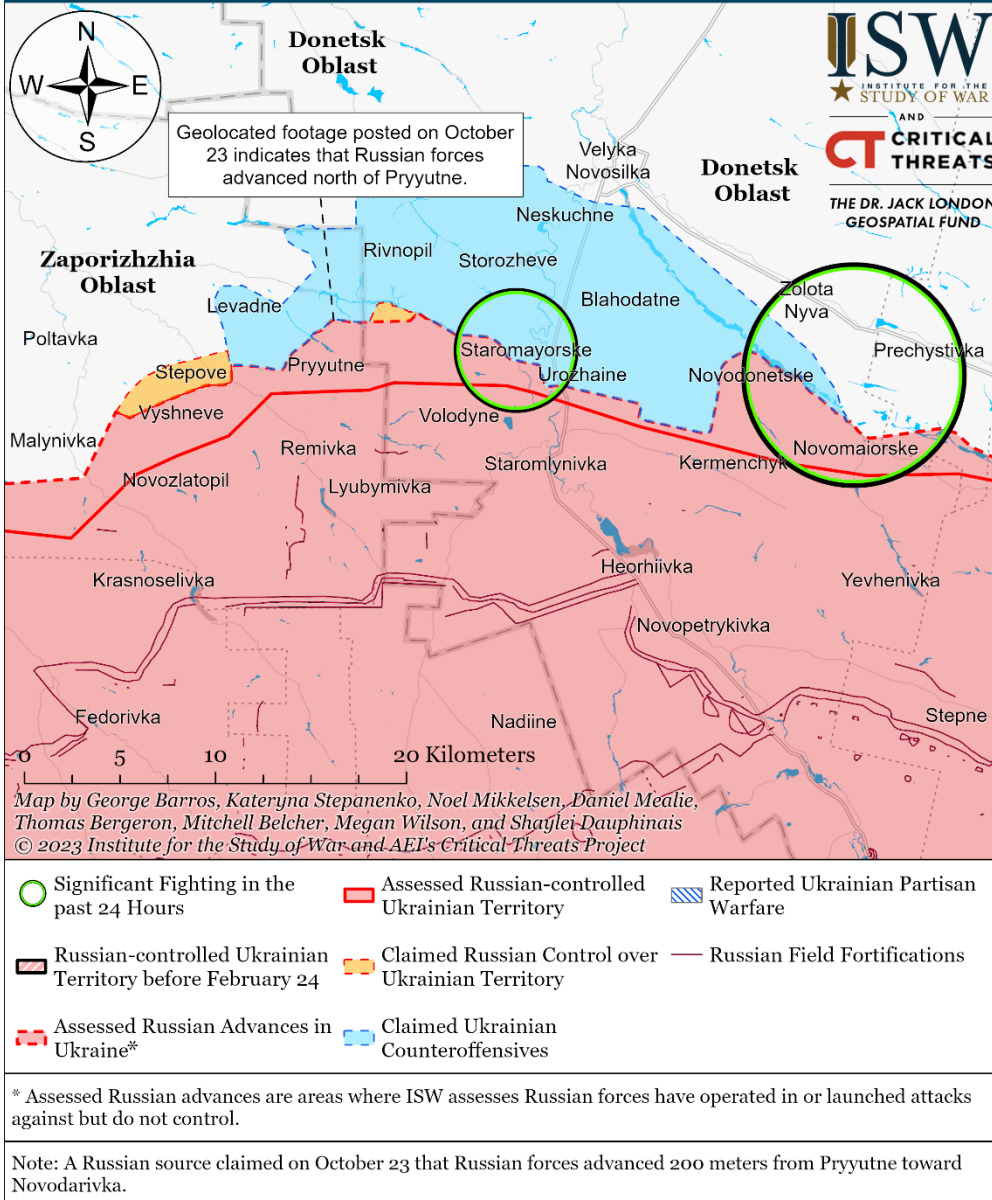 N
W
E
S
Donetsk
Oblast
ISW
INSTITUTE FOR THE
STUDY OF WAR
AND
CT CRITICAL
THREATS
THE DR. JACK LONDON
GEOSPATIAL FUND
Geolocated footage posted on October
23 indicates that Russian forces
advanced north of Pryyutne.
Velyka
Novosilka
Donetsk
Oblast
Neskuchne
Rivnopil
Storozheve
Zaporizhzhia
Oblast
Levadne
Blahodatne
Zolota
Nyva
Poltavka
Staromayorske
Prechystivka
Pryyutne
Stepove
Urozhaine
Novodonetske
Vyshneve
Volodyne
Malynivka
Remivka
Novomaiorske
Staromlynivka
Kermenchyk
Novozlatopil
Lyubymivka
Heorhiivka
Krasnoselivka
Yevhenivka
Novopetrykivka
Fedorivka
Nadiine
Stepne
0 5 10 20 Kilometers
Map by George Barros, Kateryna Stepanenko, Noel Mikkelsen, Daniel Mealie,
Thomas Bergeron, Mitchell Belcher, Megan Wilson, and Shaylei Dauphinais
© 2023 Institute for the Study of War and AEI's Critical Threats Project
Significant Fighting in the
past 24 Hours
Assessed Russian-controlled
Ukrainian Territory
Reported Ukrainian Partisan
Warfare
Russian-controlled Ukrainian
Territory before February 24
Claimed Russian Control over
Ukrainian Territory
Russian Field Fortifications
Assessed Russian Advances in
Ukraine*
Claimed Ukrainian
Counteroffensives
* Assessed Russian advances are areas where ISW assesses Russian forces have operated in or launched attacks
against but do not control.
Note: A Russian source claimed on October 23 that Russian forces advanced 200 meters from Pryyutne toward
Novodarivka.